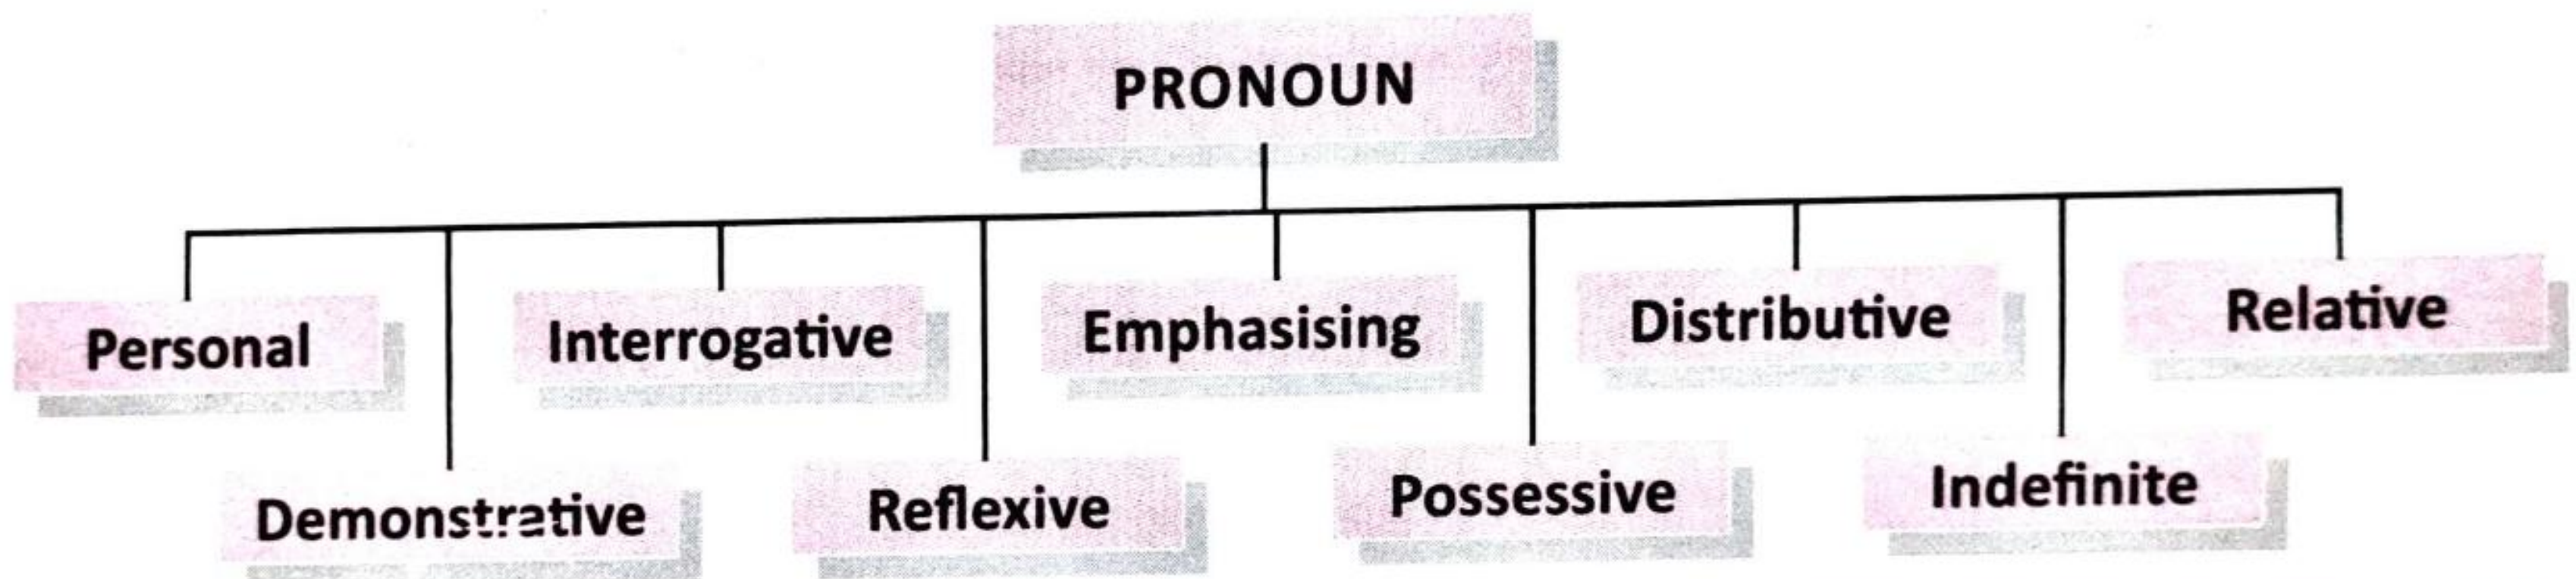 PRONOUN
Personal
Interrogative
Emphasising
Distributive
Relative
Demonstrative
Reflexive
Possessive
Indefinite